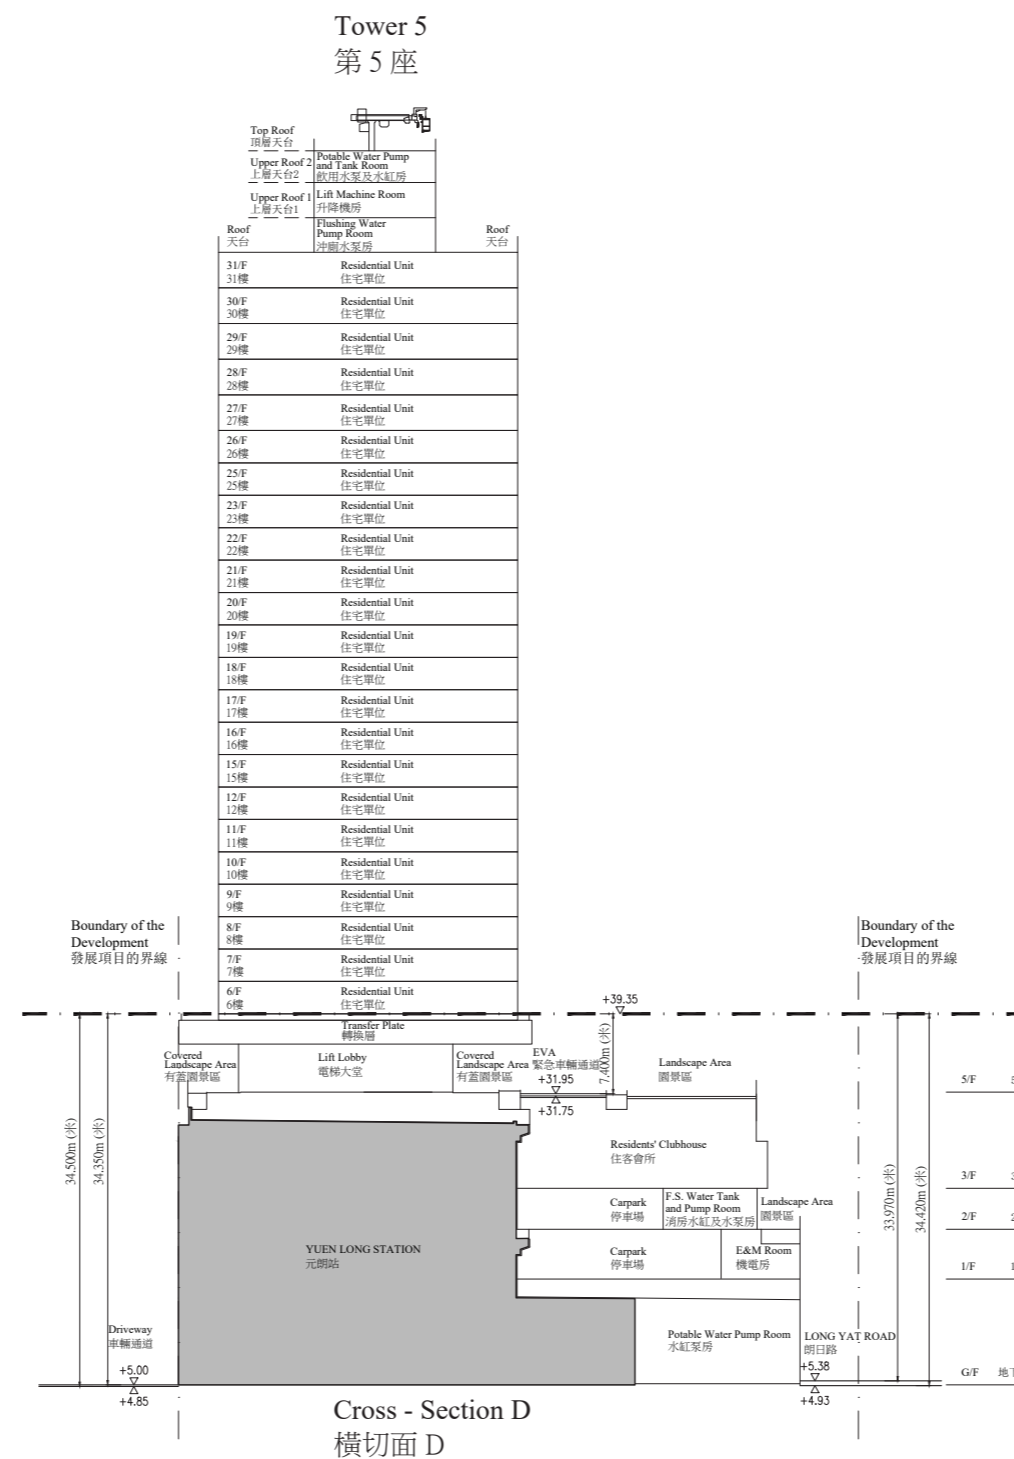 Tower 5
第 5 座
Top Roof
頂層天台
Upper Roof 2
上層天台2
Potable Water Pump
and Tank Room
飲用水泵及水缸房
Upper Roof 1
上層天台1
Lift Machine Room
升降機房
Flushing Water
Pump Room
沖廁水泵房
Roof
天台
Roof
天台
31/F Residential Unit
31樓 住宅單位
30/F Residential Unit
30樓 住宅單位
29/F Residential Unit
29樓 住宅單位
28/F Residential Unit
28樓 住宅單位
27/F Residential Unit
27樓 住宅單位
26/F Residential Unit
26樓 住宅單位
25/F Residential Unit
25樓 住宅單位
23/F Residential Unit
23樓 住宅單位
22/F Residential Unit
22樓 住宅單位
21/F Residential Unit
21樓 住宅單位
20/F Residential Unit
20樓 住宅單位
19/F Residential Unit
19樓 住宅單位
18/F Residential Unit
18樓 住宅單位
17/F Residential Unit
17樓 住宅單位
16/F Residential Unit
16樓 住宅單位
15/F Residential Unit
15樓 住宅單位
12/F Residential Unit
12樓 住宅單位
11/F Residential Unit
11樓 住宅單位
10/F Residential Unit
10樓 住宅單位
9/F Residential Unit
9樓 住宅單位
8/F Residential Unit
8樓 住宅單位
7/F Residential Unit
7樓 住宅單位
6/F Residential Unit
6樓 住宅單位
Boundary of the
Development
發展項目的界線
Boundary of the
Development
發展項目的界線
+39.35
Transfer Plate
轉換層
Covered
Landscape Area
有蓋園景區
Lift Lobby
電梯大堂
Covered
Landscape Area
有蓋園景區
EVA
緊急車輛通道
+31.95
+31.75
7.400m (米)
Landscape Area
園景區
5/F
34.500m (米)
34.350m (米)
Residents' Clubhouse
住客會所
3/F
Carpark
停車場
F.S. Water Tank
and Pump Room
消房水缸及水泵房
Landscape Area
園景區
33.970m (米)
34.420m (米)
2/F
YUEN LONG STATION
元朗站
Carpark
停車場
E&M Room
機電房
1/F
Driveway
車輛通道
+5.00
+4.85
Potable Water Pump Room
水缸泵房
LONG YAT ROAD
朗日路
+5.38
+4.93
G/F 地下
Cross - Section D
橫切面 D